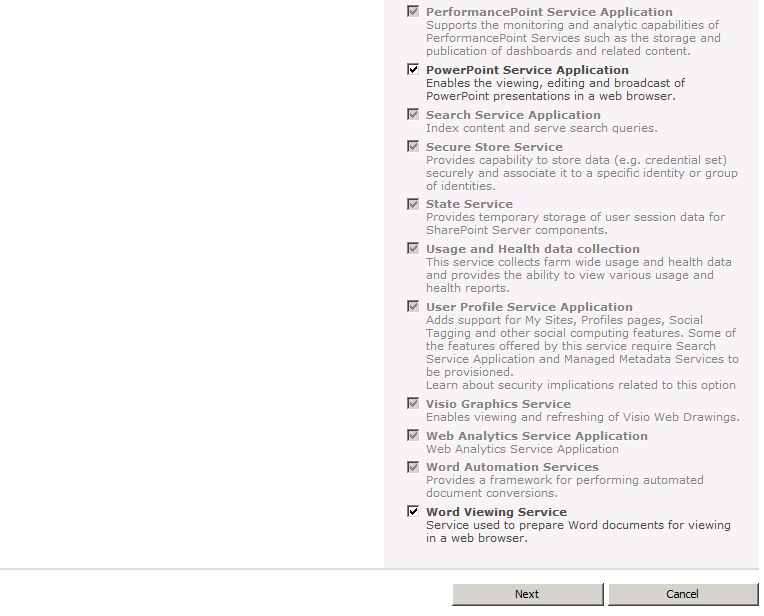 PerformancePoint Service Application
Supports the monitoring and analytic capabilities of
PerformancePoint Services such as the storage and
publication of dashboards and related content.
PowerPoint Service Application
Enables the viewing, editing and broadcast of
PowerPoint presentations in a web browser.
Search Service Application
Index content and serve search queries.
Secure Store Service
Provides capability to store data (e.g. credential set)
securely and associate it to a specific identity or group
of identities.
State Service
Provides temporary storage of user session data for
SharePoint Server components.
Usage and Health data collection
This service collects farm wide usage and health data
and provides the ability to view various usage and
health reports.
User Profile Service Application
Adds support for My Sites, Profiles pages, Social
Tagging and other social computing features. Some of
the features offered by this service require Search
Service Application and Managed Metadata Services to
be provisioned.
Learn about security implications related to this option
Visio Graphics Service
Enables viewing and refreshing of Visio Web Drawings.
Web Analytics Service Application
Web Analytics Service Application
Word Automation Services
Provides a framework for performing automated
document conversions.
Word Viewing Service
Service used to prepare Word documents for viewing
in a web browser.
Next Cancel